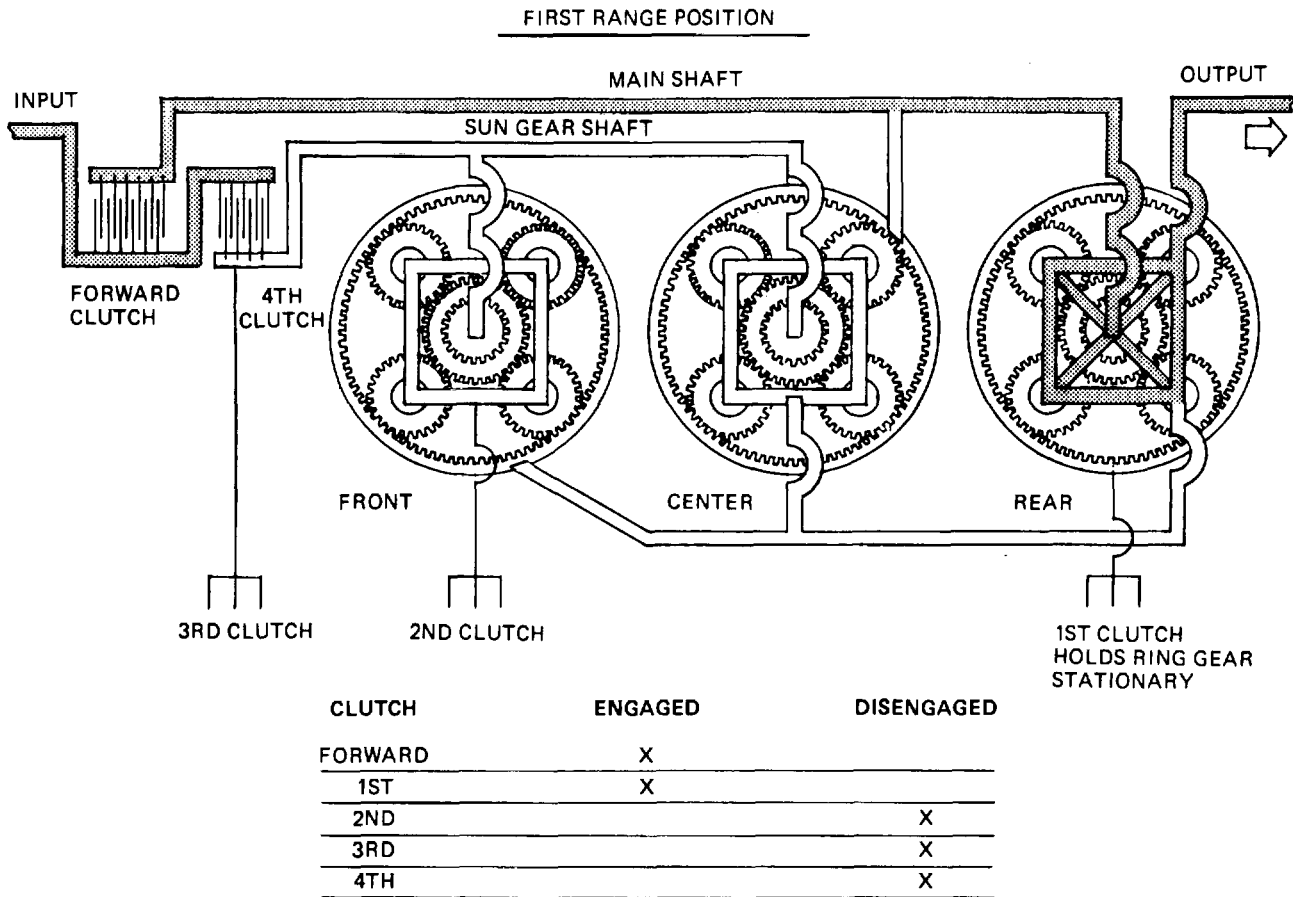 FIRST RANGE POSITION
MAIN SHAFT
OUTPUT
INPUT
SUN GEAR SHAFT
FORWARD
CLUTCH
4TH
CLUTCH
FRONT
CENTER
REAR
3RD CLUTCH
2ND CLUTCH
1ST CLUTCH
HOLDS RING GEAR
STATIONARY
CLUTCH ENGAGED DISENGAGED
FORWARD X
1ST X
2ND X
3RD X
4TH X